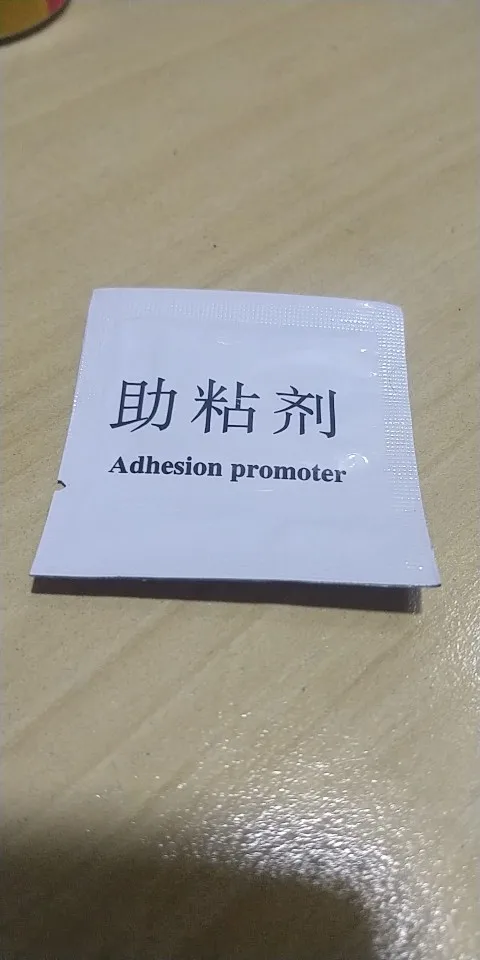 助粘剂
Adhesion promoter